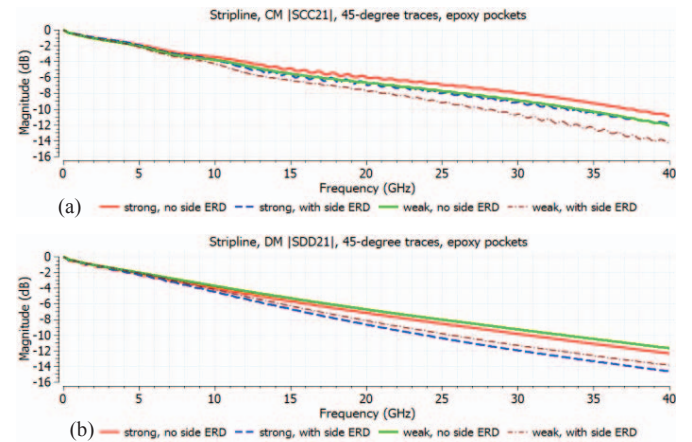 Stripline, CM |SCC21|, 45-degree traces, epoxy pockets
Magnitude (dB)
0
-2
-4
-6
-8
-10
-12
-14
-16
0 5 10 15 20 25 30 35 40
Frequency (GHz)
(a)
strong, no side ERD strong, with side ERD weak, no side ERD weak, with side ERD
Stripline, DM |SDD21|, 45-degree traces, epoxy pockets
Magnitude (dB)
0
-2
-4
-6
-8
-10
-12
-14
-16
0 5 10 15 20 25 30 35 40
Frequency (GHz)
(b)
strong, no side ERD strong, with side ERD weak, no side ERD weak, with side ERD